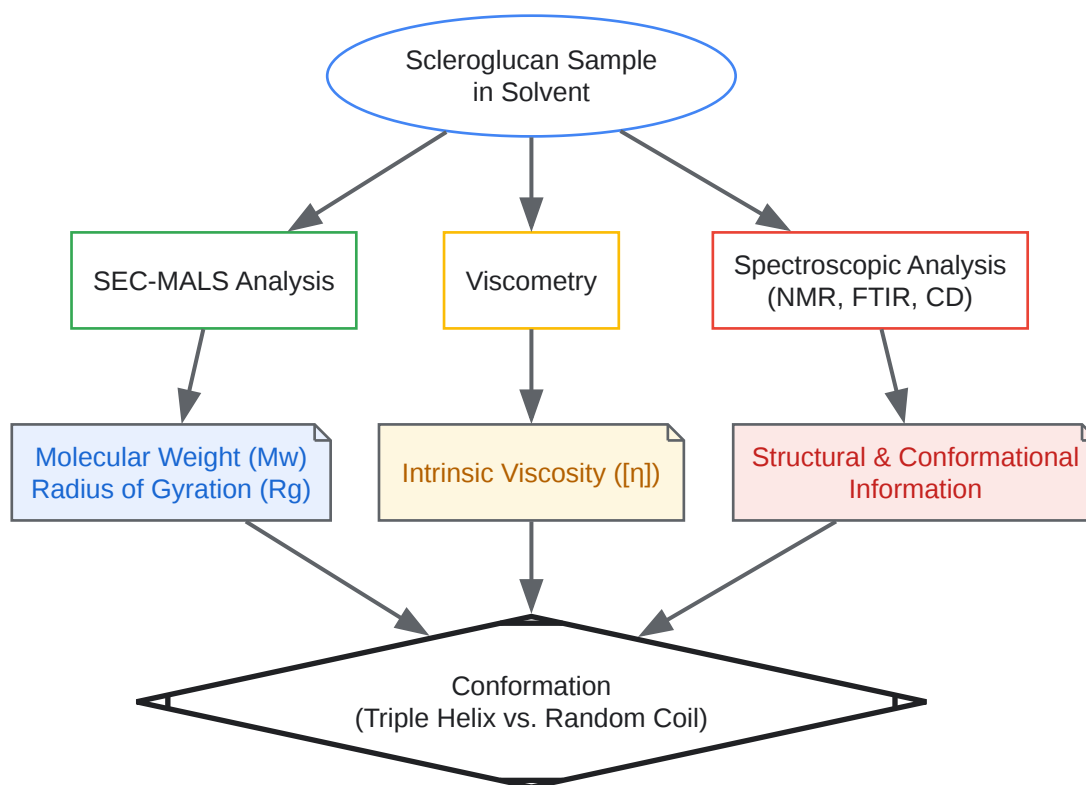 Scleroglucan Sample
in Solvent
SEC-MALS Analysis
Viscometry
Spectroscopic Analysis
(NMR, FTIR, CD)
Molecular Weight (Mw)
Radius of Gyration (Rg)
Intrinsic Viscosity ([η])
Structural & Conformational
Information
Conformation
(Triple Helix vs. Random Coil)